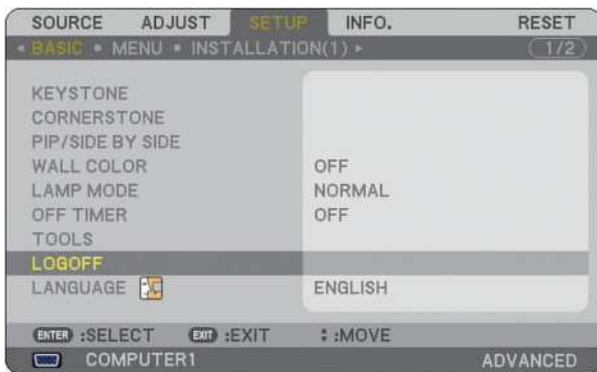 SOURCE ADJUST SETUP INFO. RESET
BASIC • MENU • INSTALLATION(1) 1/2
KEYSTONE
CORNERSTONE
PIP/SIDE BY SIDE
WALL COLOR OFF
LAMP MODE NORMAL
OFF TIMER OFF
TOOLS
LOGOFF
LANGUAGE ENGLISH
ENTER :SELECT EXIT :EXIT :MOVE
COMPUTER1 ADVANCED